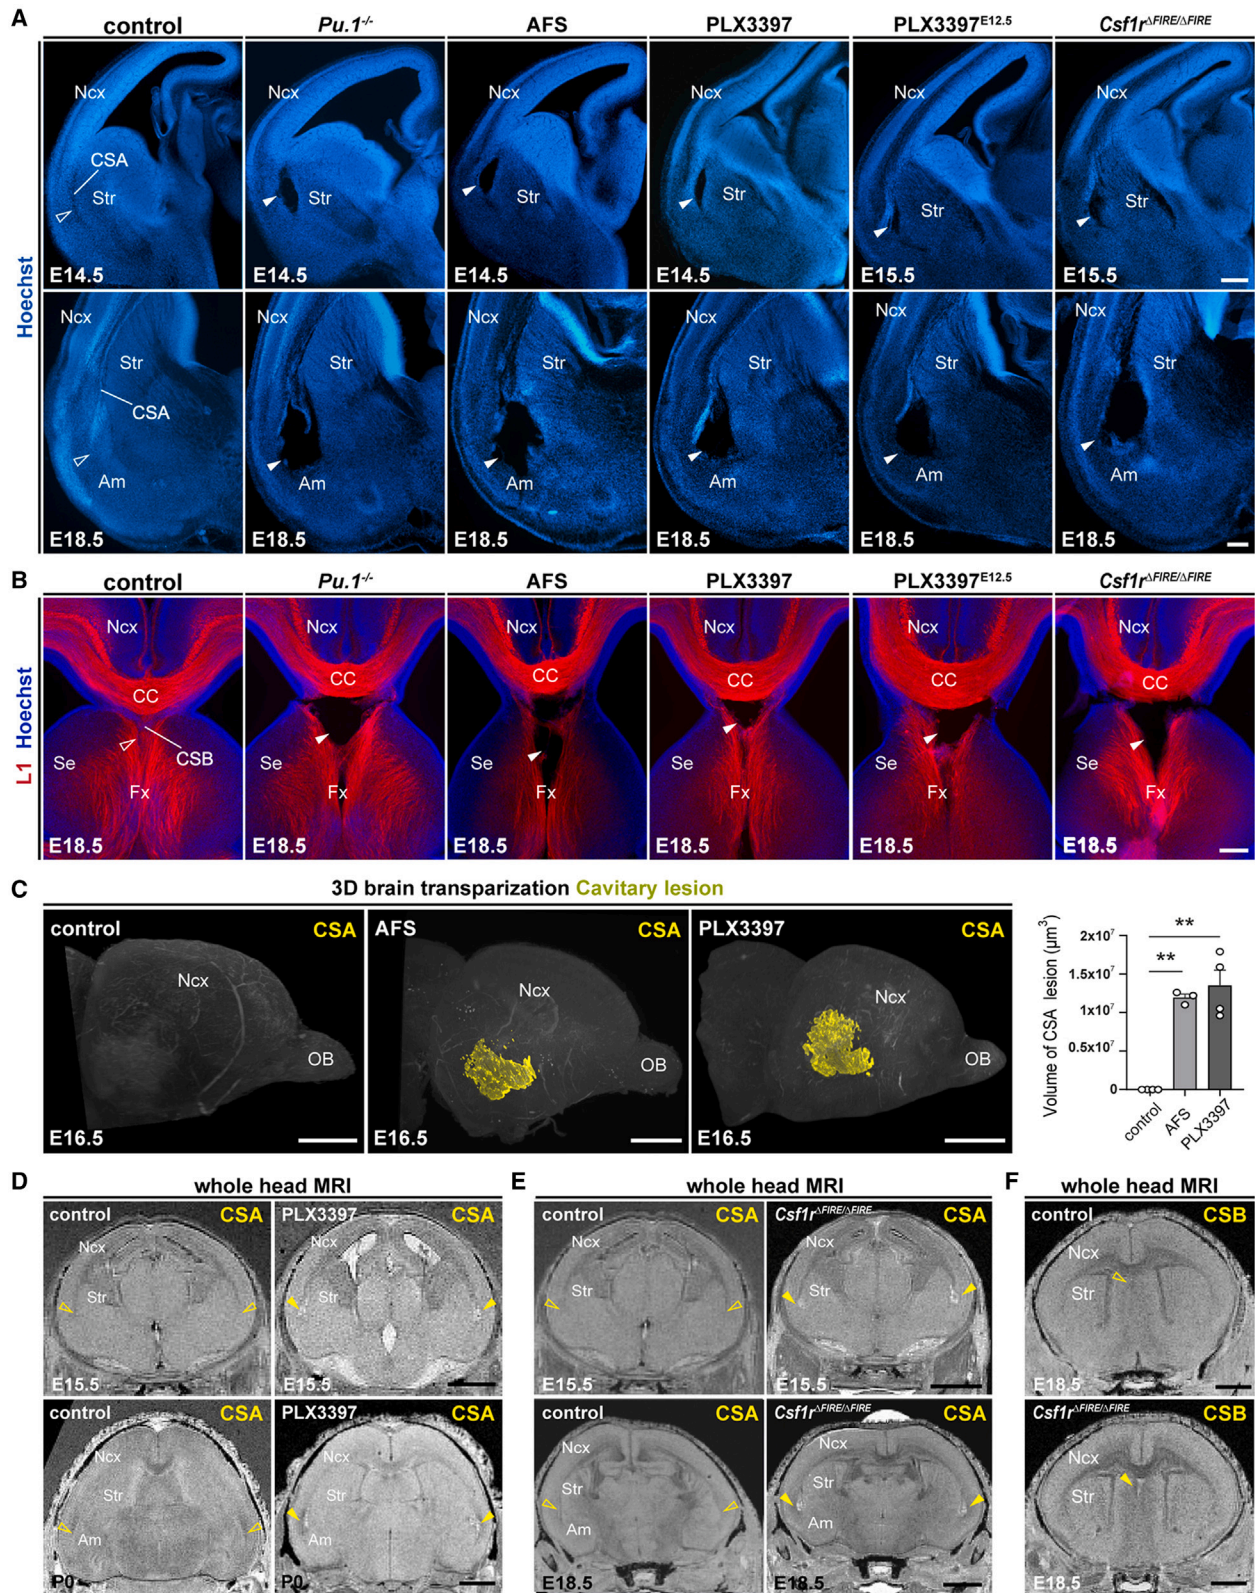 A
control Pu.1-/- AFS PLX3397 PLX3397E12.5 Csf1rΔFIRE/ΔFIRE
Hoechst
Ncx CSA Str E14.5
Ncx Str E14.5
Ncx Str E14.5
Ncx Str E14.5
Ncx Str E15.5
Ncx Str E15.5
Ncx Str CSA Am E18.5
Ncx Str Am E18.5
Ncx Str Am E18.5
Ncx Str Am E18.5
Ncx Str Am E18.5
Ncx Str Am E18.5
B
control Pu.1-/- AFS PLX3397 PLX3397E12.5 Csf1rΔFIRE/ΔFIRE
L1 Hoechst
Ncx CC CSB Se Fx E18.5
Ncx CC Se Fx E18.5
Ncx CC Se Fx E18.5
Ncx CC Se Fx E18.5
Ncx CC Se Fx E18.5
Ncx CC Se Fx E18.5
C
3D brain transparization Cavitary lesion
control CSA Ncx OB E16.5
AFS CSA Ncx OB E16.5
PLX3397 CSA Ncx OB E16.5
Volume of CSA lesion (µm3)
2x107
1.5x107
1x107
0.5x107
0
**
**
control
AFS
PLX3397
D
whole head MRI
control CSA Ncx Str E15.5
PLX3397 CSA Ncx Str E15.5
control CSA Ncx Str Am P0
PLX3397 CSA Ncx Str Am P0
E
whole head MRI
control CSA Ncx Str E15.5
Csf1rΔFIRE/ΔFIRE CSA Ncx Str E15.5
control CSA Ncx Str Am E18.5
Csf1rΔFIRE/ΔFIRE CSA Ncx Str Am E18.5
F
whole head MRI
control CSB Ncx Str E18.5
Csf1rΔFIRE/ΔFIRE CSB Ncx Str E18.5